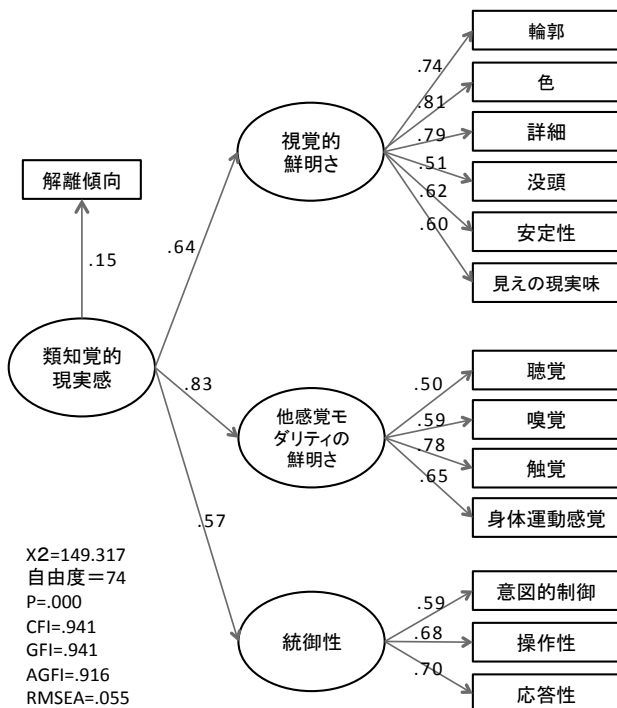 輪郭
.74
色
.81
視覚的
鮮明さ
.79
詳細
.51
没頭
解離傾向
.62
安定性
.15
.64
.60
見えの現実味
類知覚的
現実感
.83
.50
聴覚
他感覚モ
ダリティの
鮮明さ
.59
嗅覚
.78
触覚
.65
身体運動感覚
.57
X2=149.317
自由度=74
P=.000
CFI=.941
GFI=.941
AGFI=.916
RMSEA=.055
統御性
.59
意図的制御
.68
操作性
.70
応答性